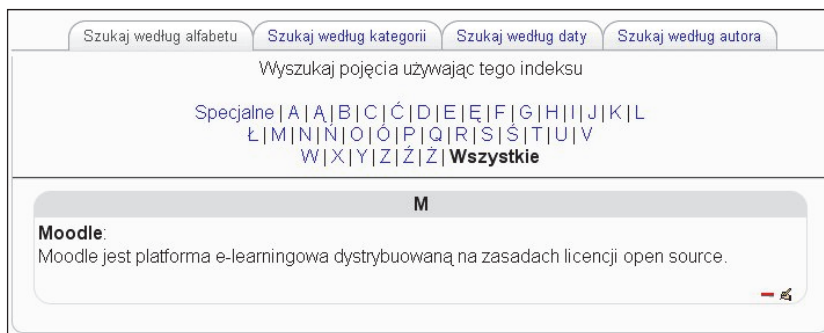 Szukaj według alfabetu Szukaj według kategorii Szukaj według daty Szukaj według autora
Wyszukaj pojęcia używając tego indeksu
Specjalne | A | Ą | B | C | Ć | D | E | Ę | F | G | H | I | J | K | L
Ł | M | N | Ń | O | Ó | P | Q | R | S | Ś | T | U | V
W | X | Y | Z | Ź | Ż | Wszystkie
M
Moodle:
Moodle jest platforma e-learningowa dystrybuowaną na zasadach licencji open source.